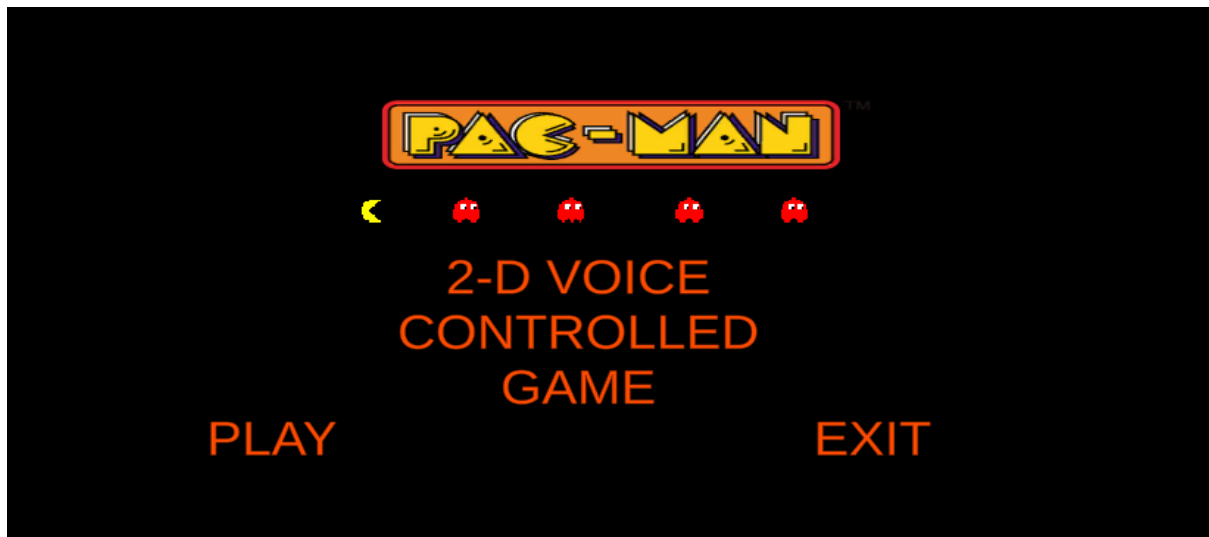 PAC-MAN TM
2-D VOICE
CONTROLLED
GAME
PLAY EXIT